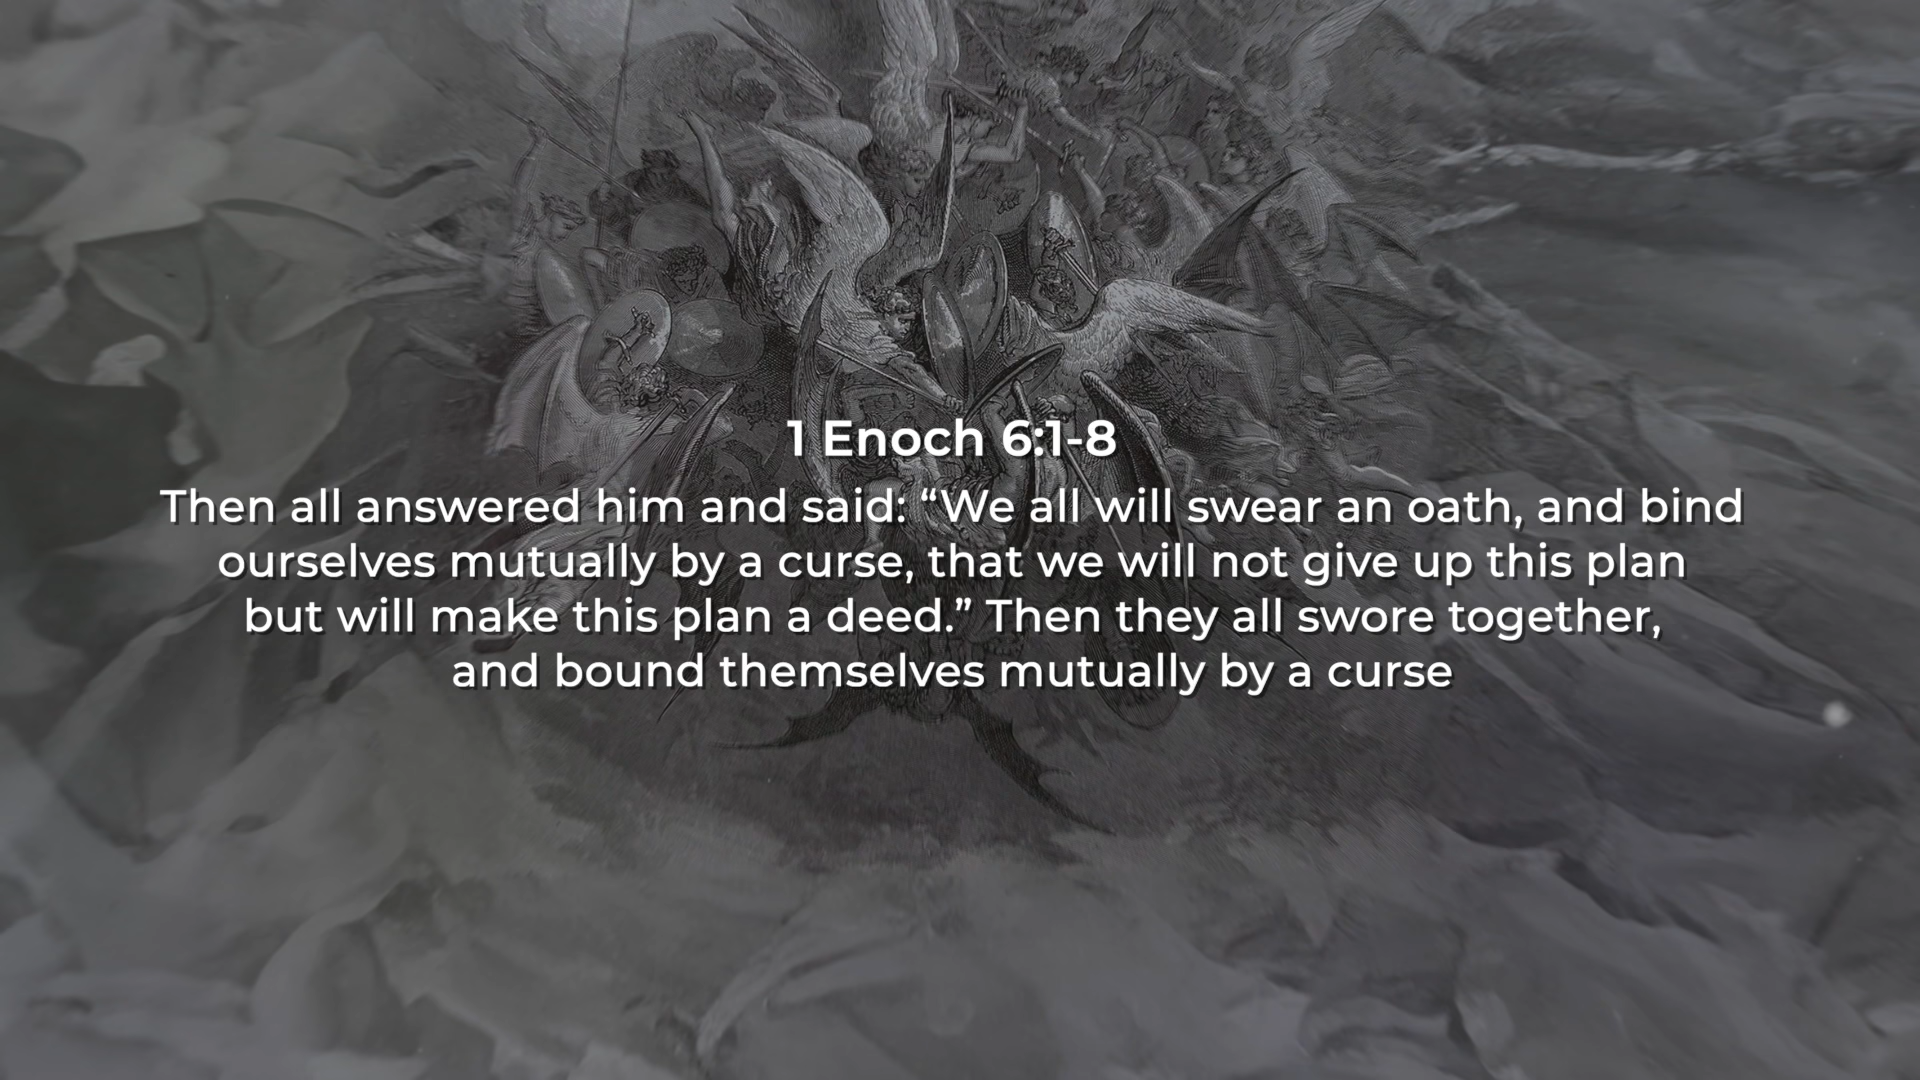 1 Enoch 6:1-8
Then all answered him and said: “We all will swear an oath, and bind
ourselves mutually by a curse, that we will not give up this plan
but will make this plan a deed.” Then they all swore together,
and bound themselves mutually by a curse